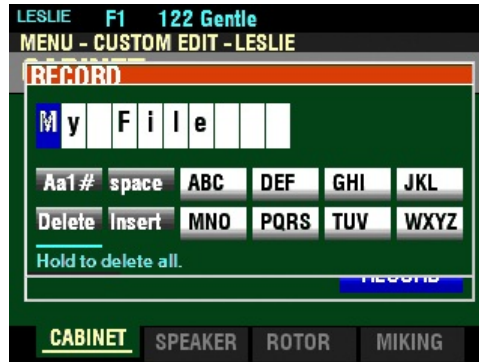 LESLIE F1 122 Gentle
MENU - CUSTOM EDIT - LESLIE
RECORD
My File
Aa1# space ABC DEF GHI JKL
Delete Insert MNO PQRS TUV WXYZ
Hold to delete all.
CABINET SPEAKER ROTOR MIKING